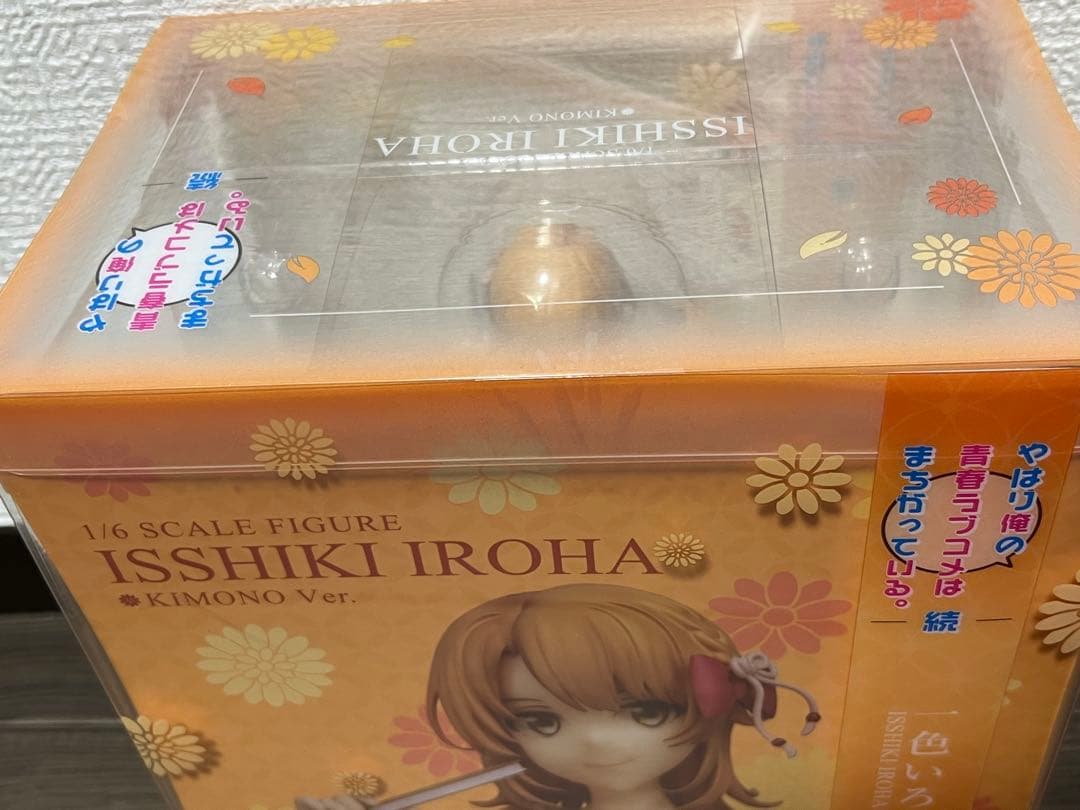 ISSHIKI IROHA
KIMONO Ver.
やはり俺の
青春ラブコメは
まちがっている。
続
1/6 SCALE FIGURE
ISSHIKI IROHA
KIMONO Ver.
やはり俺の
青春ラブコメは
まちがっている。
続
一色いろ
ISSHIKI IROHA